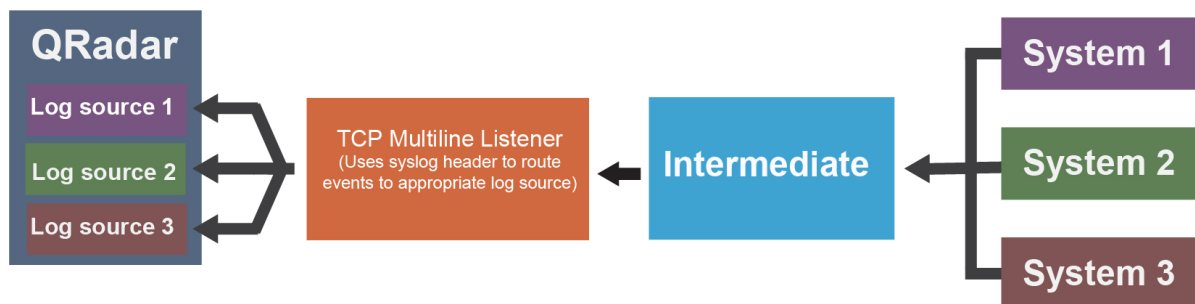 QRadar
Log source 1
Log source 2
Log source 3
TCP Multiline Listener
(Uses syslog header to route
events to appropriate log source)
Intermediate
System 1
System 2
System 3